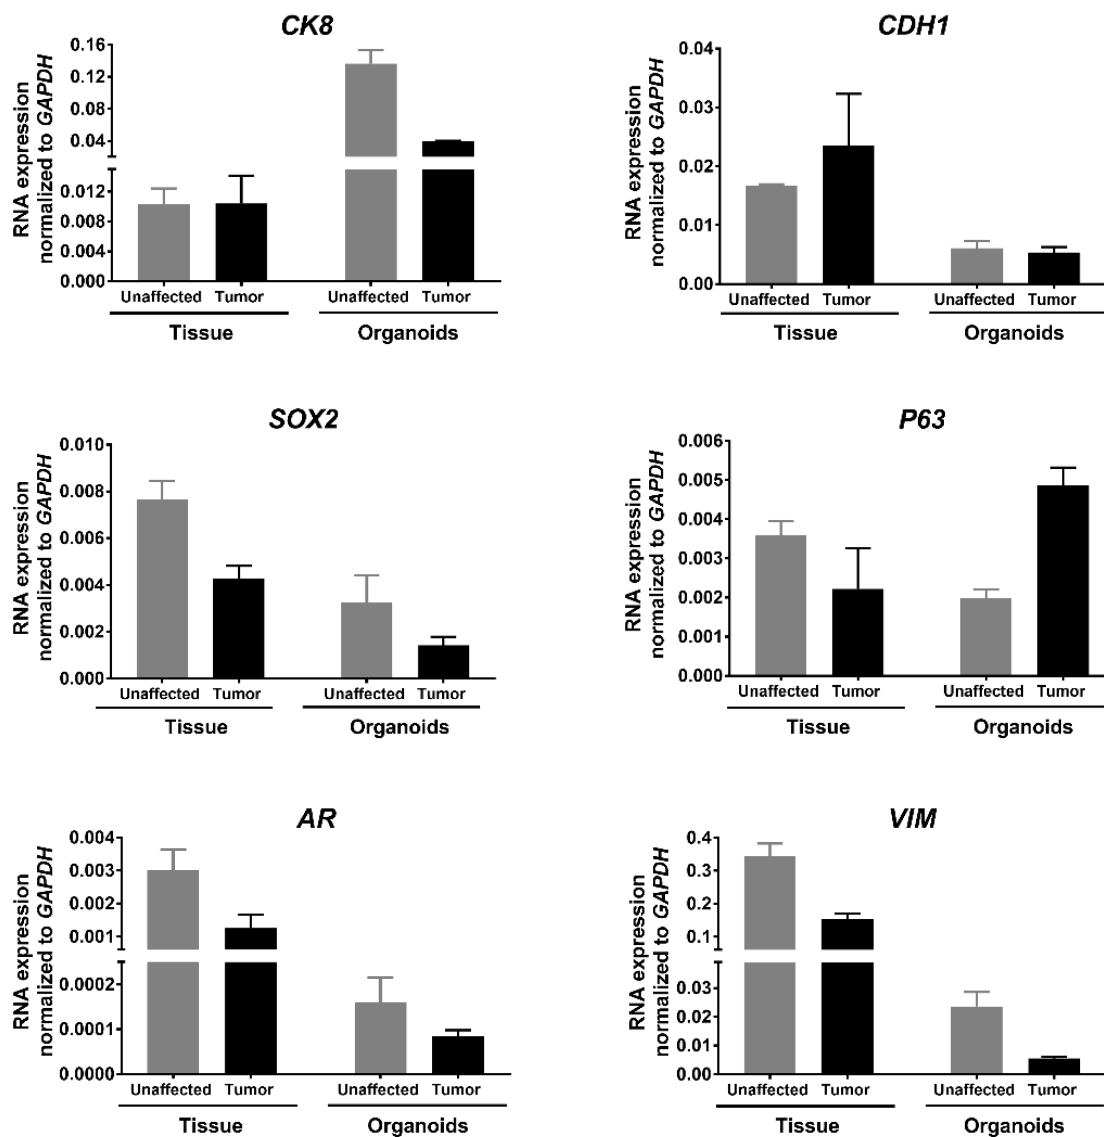 CK8
RNA expression
normalized to GAPDH
0.16
0.12
0.08
0.04
0.012
0.008
0.004
0.000
Unaffected Tumor Unaffected Tumor
Tissue Organoids
CDH1
RNA expression
normalized to GAPDH
0.04
0.03
0.02
0.01
0.00
Unaffected Tumor Unaffected Tumor
Tissue Organoids
SOX2
RNA expression
normalized to GAPDH
0.010
0.008
0.006
0.004
0.002
0.000
Unaffected Tumor Unaffected Tumor
Tissue Organoids
P63
RNA expression
normalized to GAPDH
0.006
0.005
0.004
0.003
0.002
0.001
0.000
Unaffected Tumor Unaffected Tumor
Tissue Organoids
AR
RNA expression
normalized to GAPDH
0.004
0.003
0.002
0.001
0.0002
0.0001
0.0000
Unaffected Tumor Unaffected Tumor
Tissue Organoids
VIM
RNA expression
normalized to GAPDH
0.4
0.3
0.2
0.1
0.03
0.02
0.01
0.00
Unaffected Tumor Unaffected Tumor
Tissue Organoids